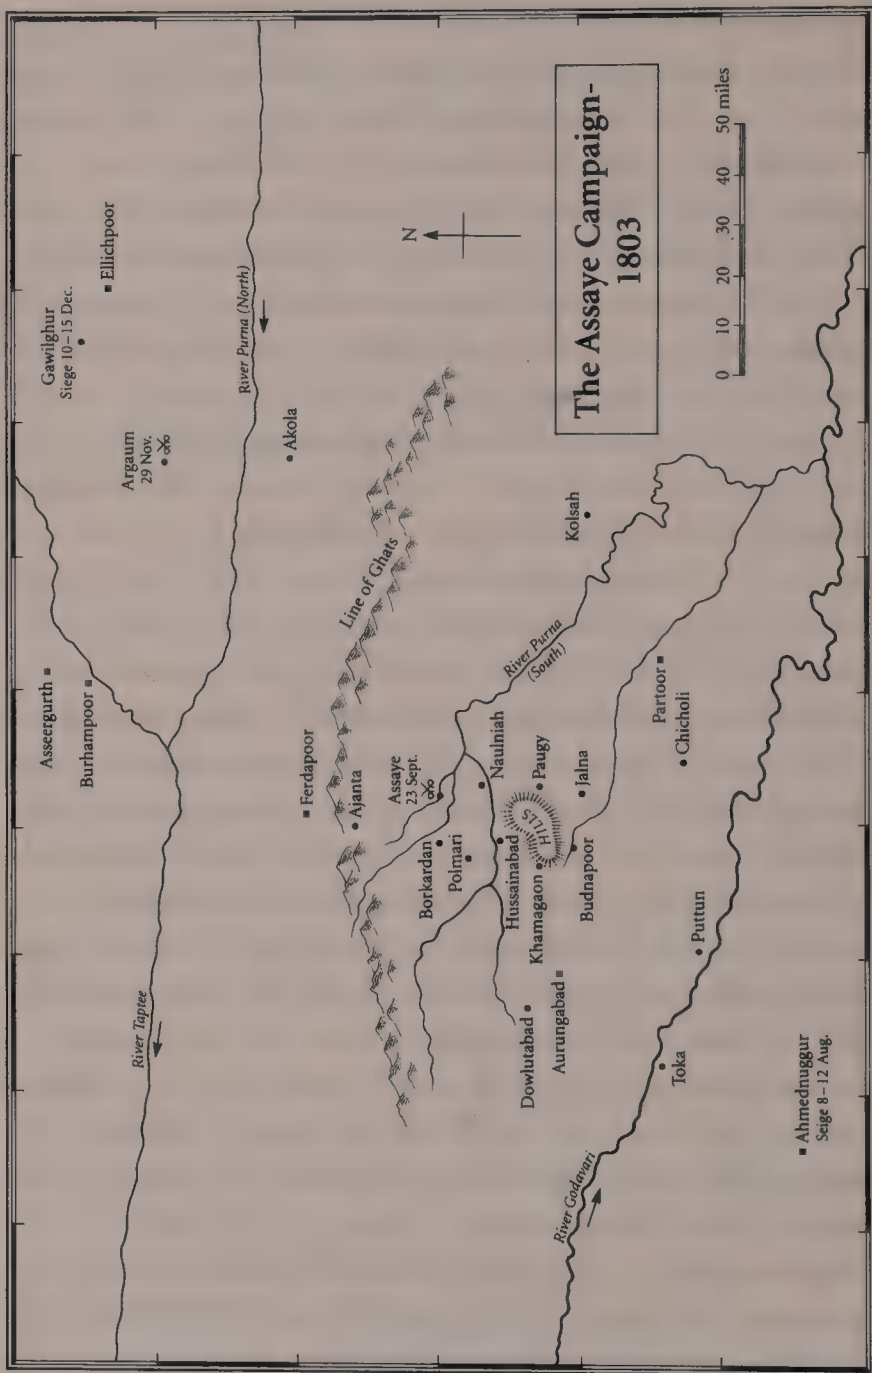 Asseergurth
Burhampoor
Gawilghur
Siege 10–15 Dec.
Ellichpoor
Argaum
29 Nov.
River Taptee
River Purna (North)
Akola
Ferdapoor
Ajanta
Line of Ghats
N
Assaye
23 Sept.
Borkardan
Polmari
Naulniah
Hussainabad
HILLS
Khamagaon
Paugy
Dowlutabad
Aurungabad
Budnapoor
Jalna
River Purna
(South)
Kolsah
The Assaye Campaign-
1803
River Godavari
Toka
Puttun
Partoor
Chicholi
0 10 20 30 40 50 miles
Ahmednuggur
Seige 8–12 Aug.